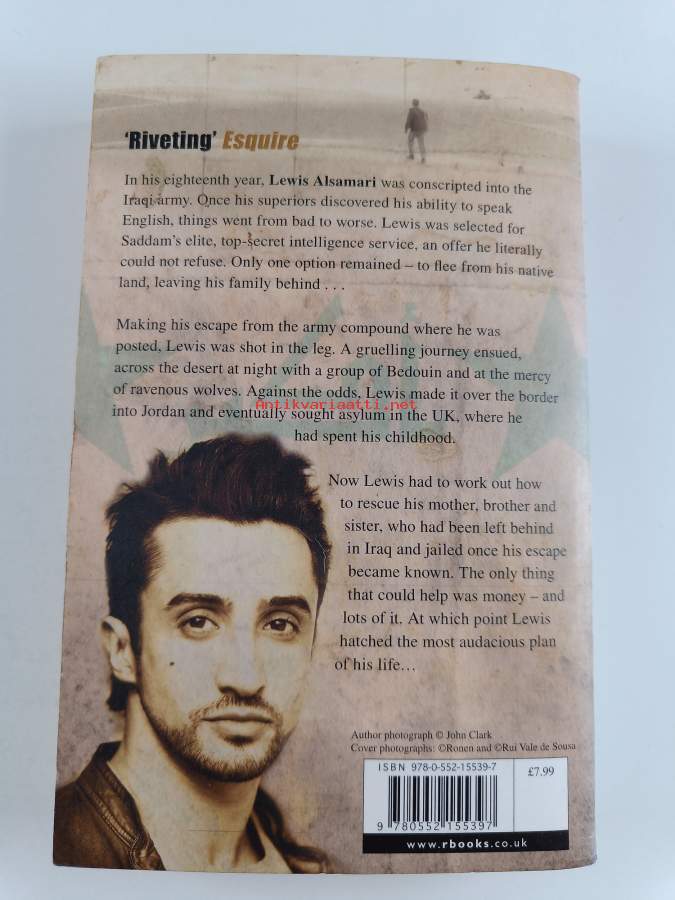 'Riveting' Esquire
In his eighteenth year, Lewis Alsamari was conscripted into the
Iraqi army. Once his superiors discovered his ability to speak
English, things went from bad to worse. Lewis was selected for
Saddam's elite, top-secret intelligence service, an offer he literally
could not refuse. Only one option remained – to flee from his native
land, leaving his family behind . . .
Making his escape from the army compound where he was
posted, Lewis was shot in the leg. A gruelling journey ensued,
across the desert at night with a group of Bedouin and at the mercy
of ravenous wolves. Against the odds, Lewis made it over the border
Antikvariaatti.net
into Jordan and eventually sought asylum in the UK, where he
had spent his childhood.
Now Lewis had to work out how
to rescue his mother, brother and
sister, who had been left behind
in Iraq and jailed once his escape
became known. The only thing
that could help was money – and
lots of it. At which point Lewis
hatched the most audacious plan
of his life…
Author photograph © John Clark
Cover photographs: ©Ronen and ©Rui Vale de Sousa
ISBN 978-0-552-15539-7
£7.99
9 780552 155397
www.rbooks.co.uk